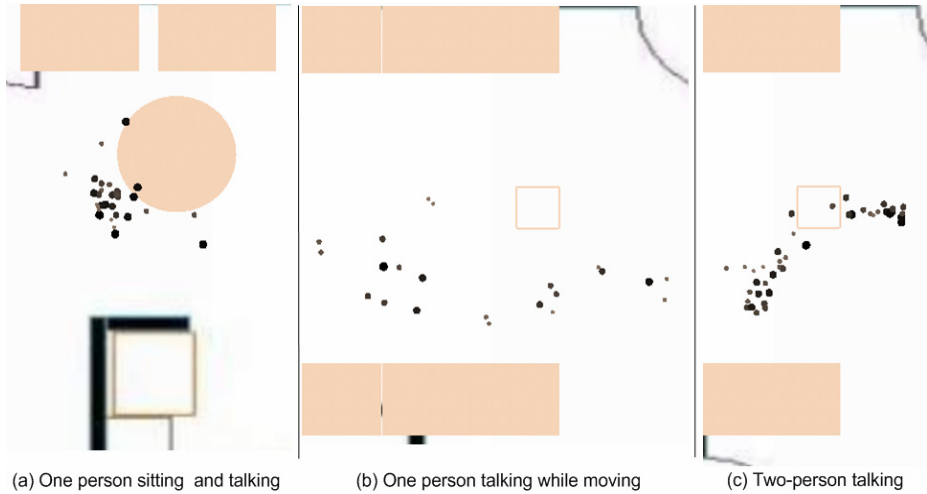 (a) One person sitting and talking
(b) One person talking while moving
(c) Two-person talking